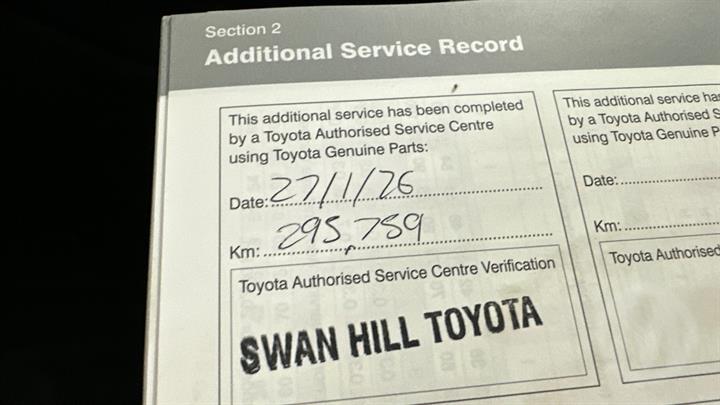 Section 2
Additional Service Record
This additional service has been completed
by a Toyota Authorised Service Centre
using Toyota Genuine Parts:
Date: 27/1/26
Km: 295,759
Toyota Authorised Service Centre Verification
SWAN HILL TOYOTA
This additional service has
by a Toyota Authorised S
using Toyota Genuine P
Date:
Km:
Toyota Authorised